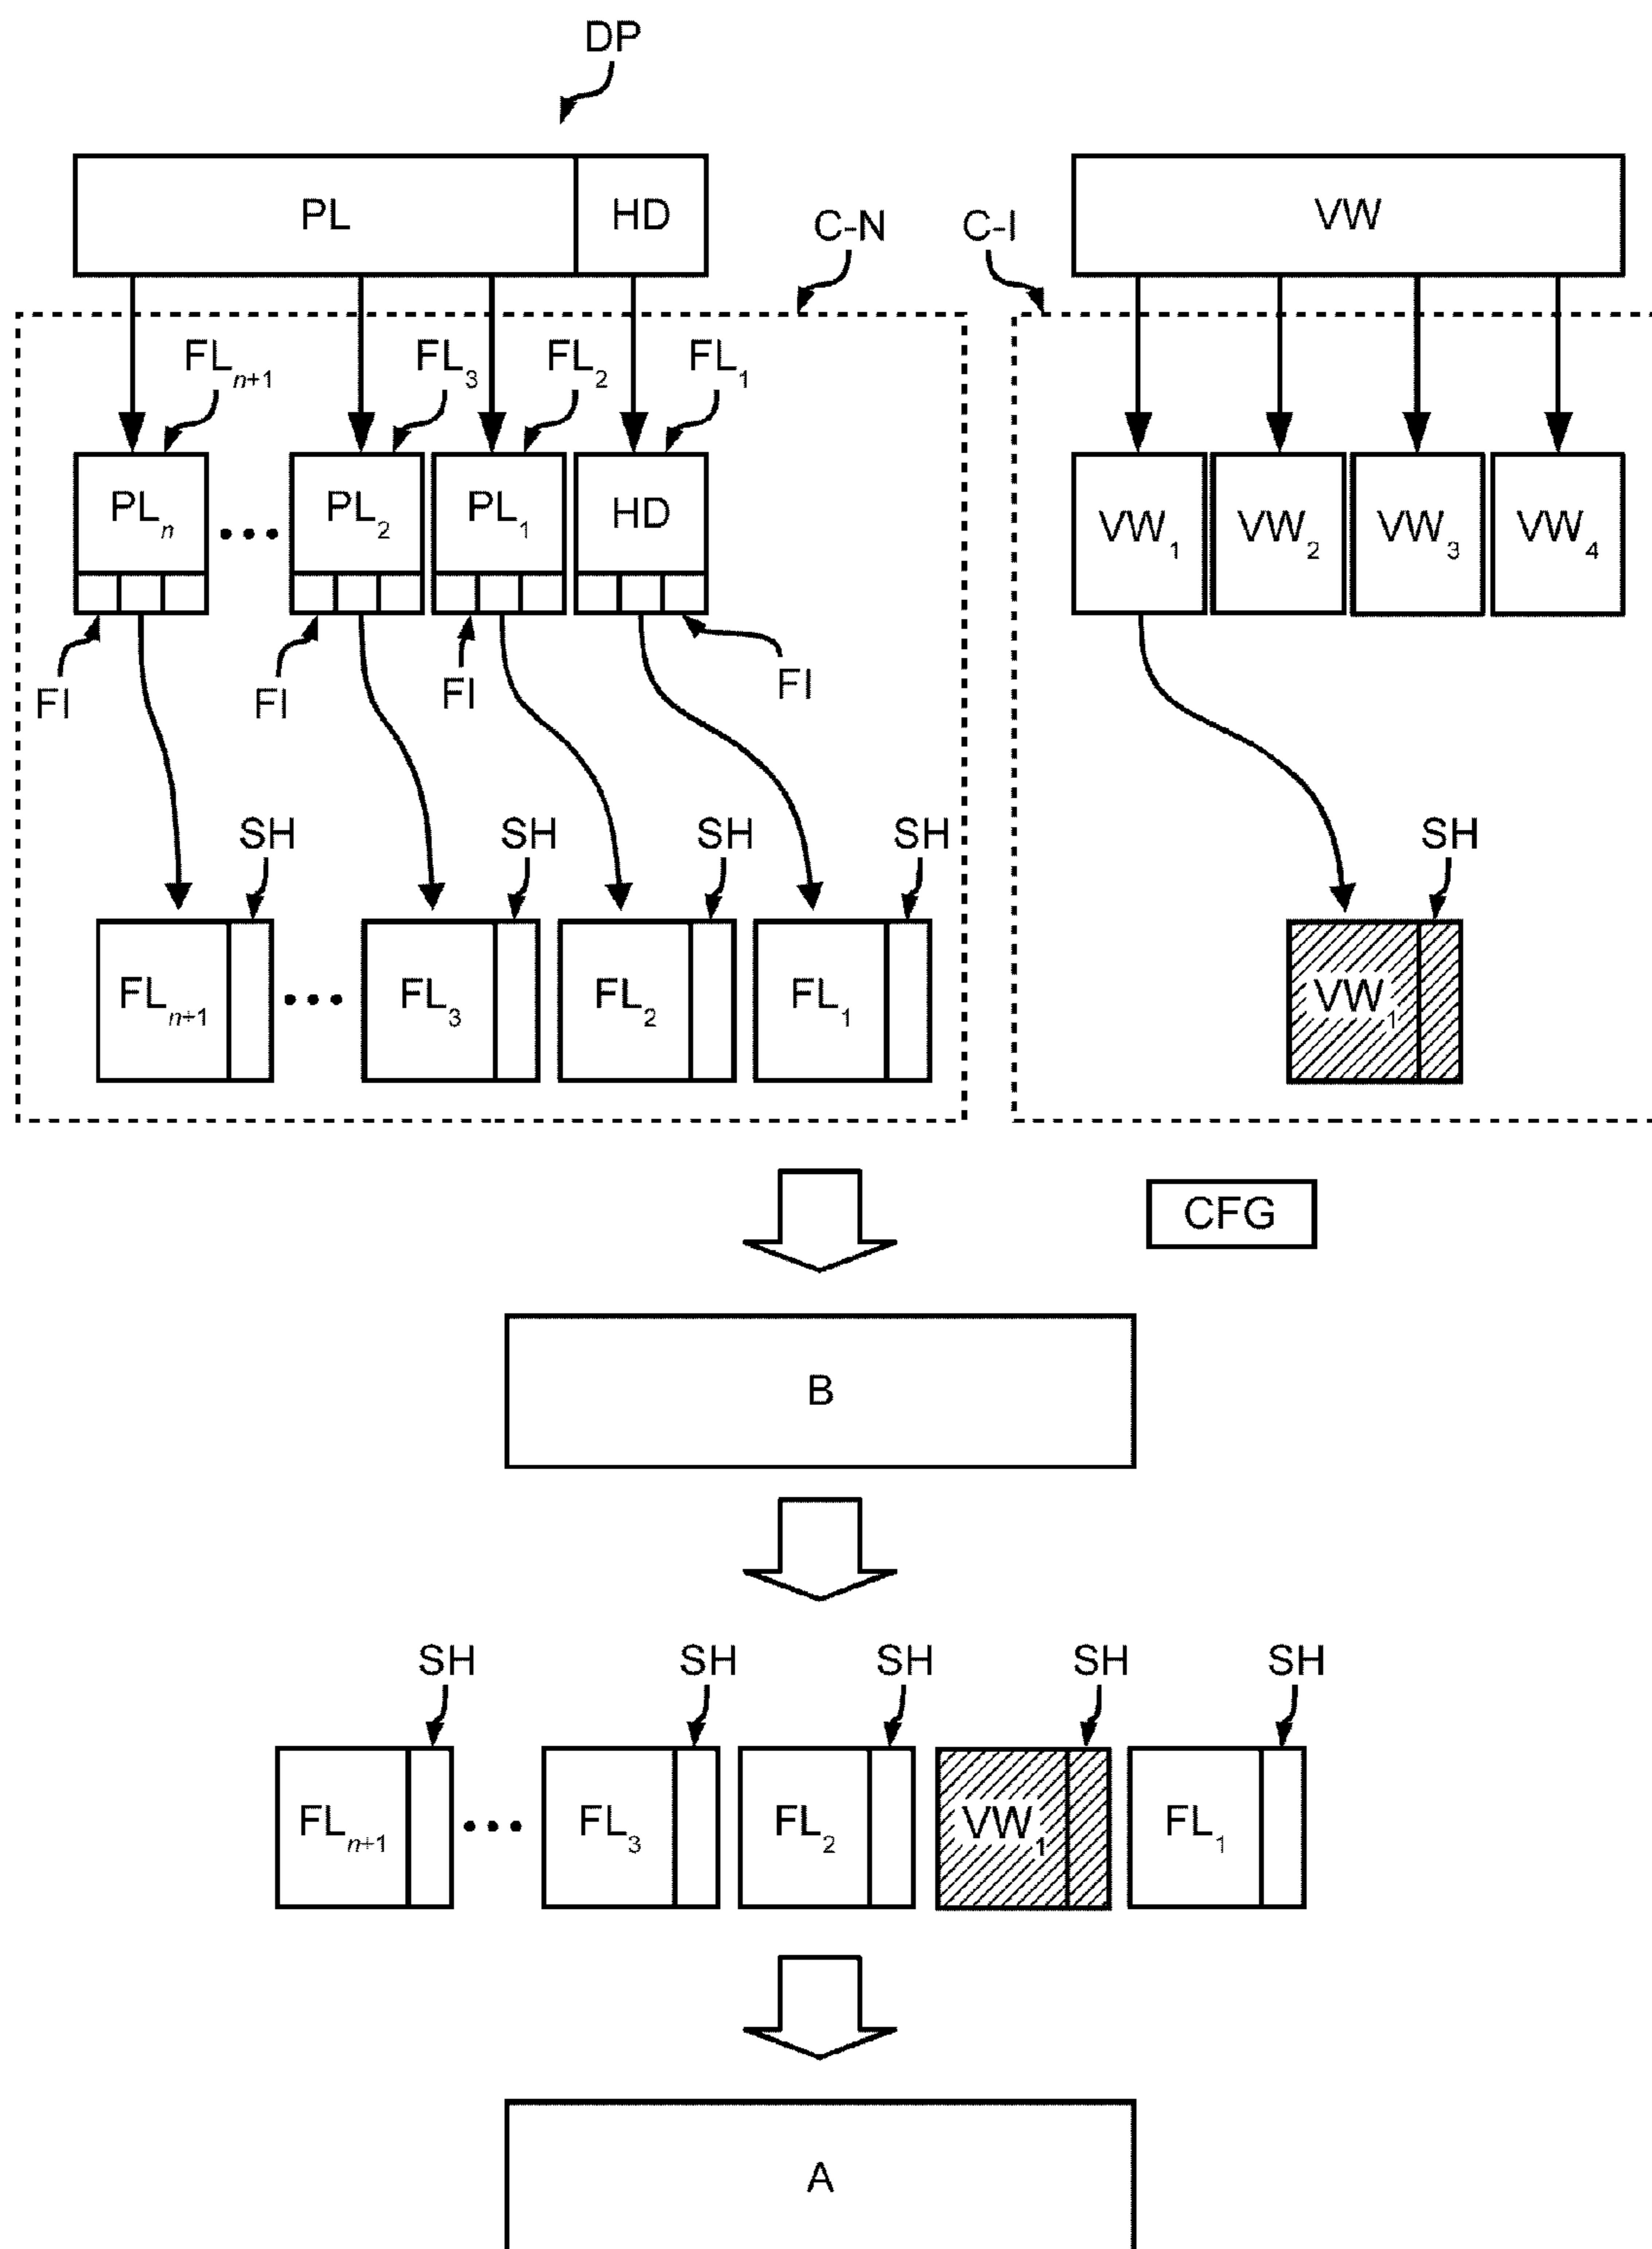 DP
PL HD VW
C-N C-I
FLn+1 FL3 FL2 FL1
PLn ••• PL2 PL1 HD VW1 VW2 VW3 VW4
FI FI FI FI
SH SH SH SH SH
FLn+1 ••• FL3 FL2 FL1 VW1
CFG
B
SH SH SH SH SH
FLn+1 ••• FL3 FL2 VW1 FL1
A